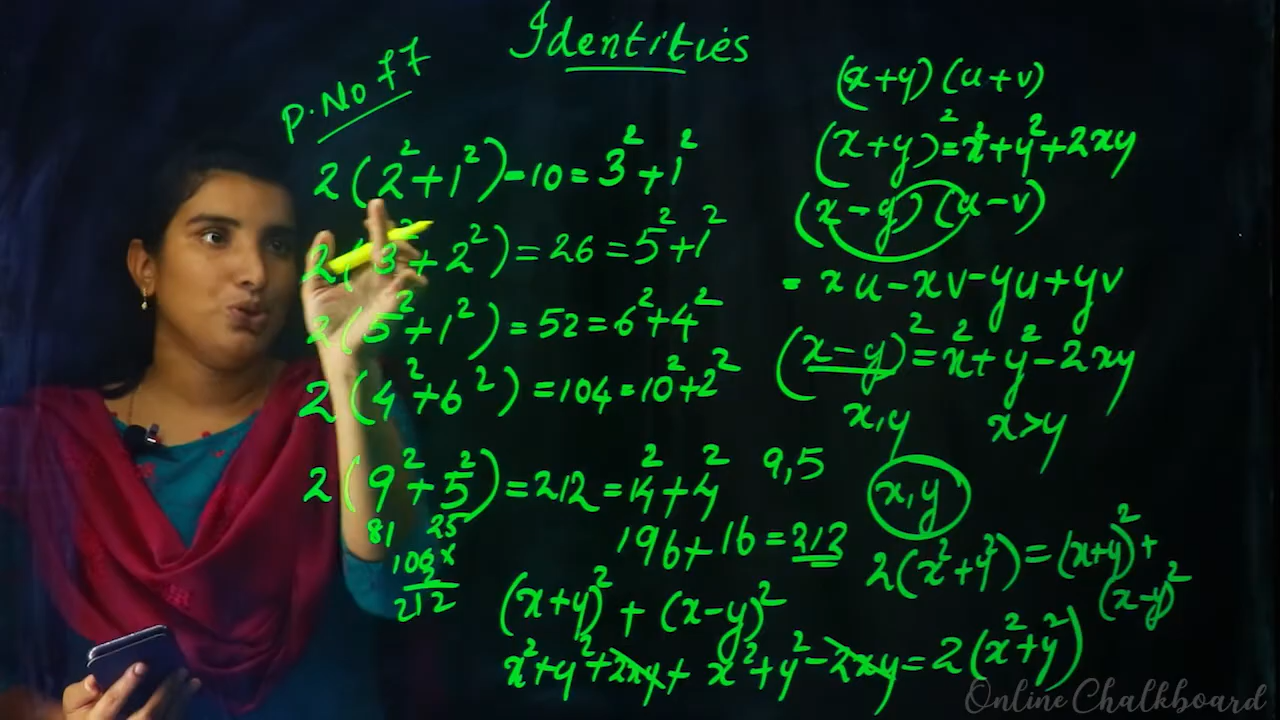 Identities
P.No 77
2(2²+1²)=10=3²+1²
2(3²+2²)=26=5²+1²
2(5²+1²)=52=6²+4²
2(4²+6²)=104=10²+2²
2(9²+5²)=212=14²+4²
81 25
106×
2
212
9,5
196+16=212
(x+y)²+(x-y)²
x²+y²+2xy+x²+y²-2xy=2(x²+y²)
(x+y)(u+v)
(x+y)²=x²+y²+2xy
(x-y)(u-v)
=xu-xv-yu+yv
(x-y)²=x²+y²-2xy
x,y x>y
x,y
2(x²+y²)=(x+y)²+
(x-y)²
OnlineChalkboard